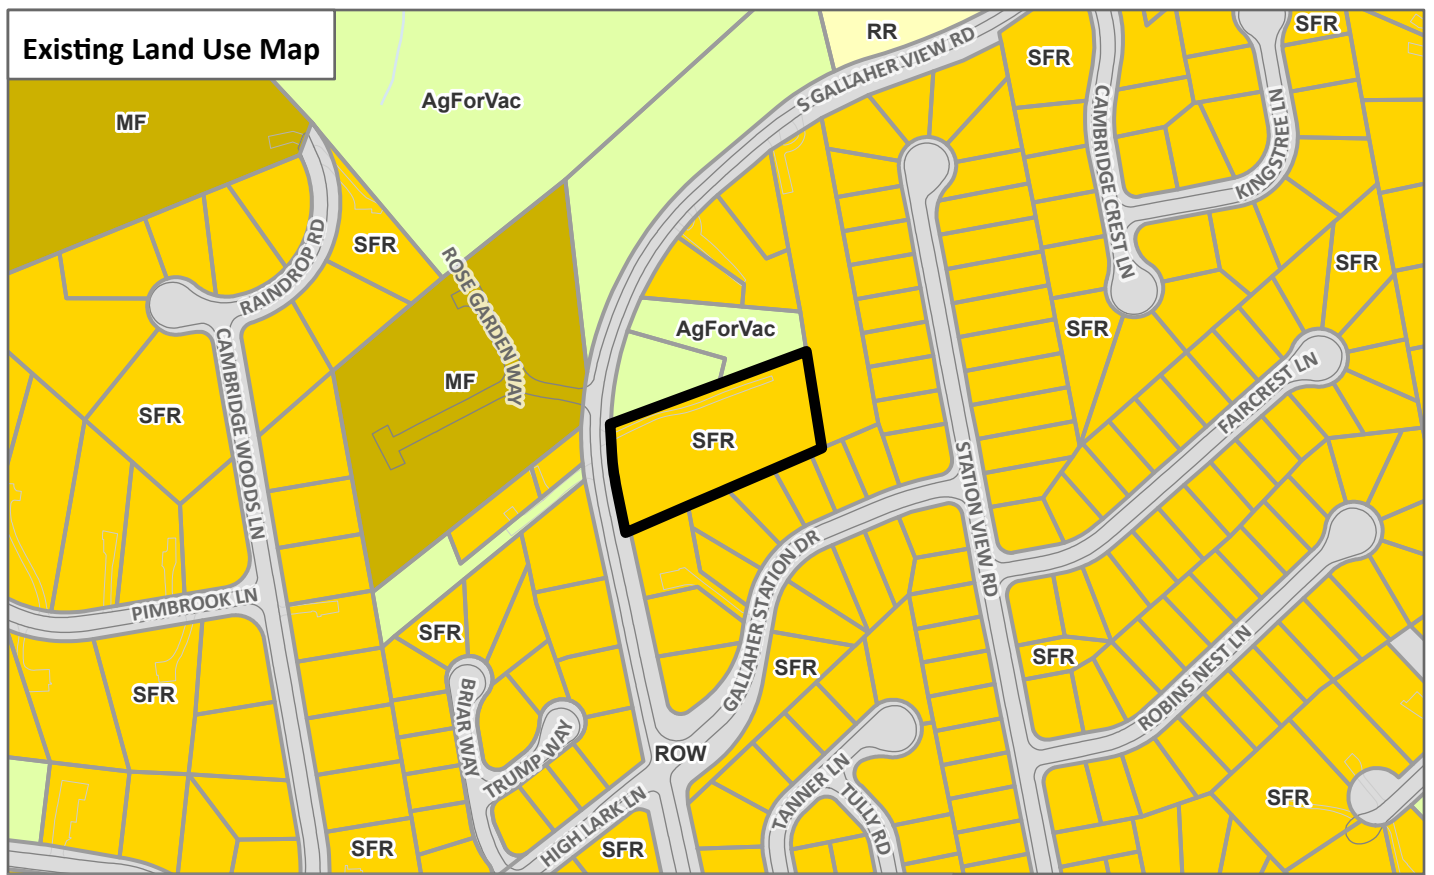 Existing Land Use Map
RR
SFR
SFR
S GALLAHER VIEW RD
AgForVac
MF
CAMBRIDGE CREST LN
KINGSTREE LN
SFR
RAINDROP RD
SFR
ROSE GARDEN WAY
AgForVac
SFR
CAMBRIDGE WOODS LN
MF
SFR
SFR
FAIRCREST LN
STATION VIEW RD
GALLAHER STATION DR
PIMBROOK LN
SFR
SFR
SFR
SFR
ROBINS NEST LN
BRIAR WAY
TRUMP WAY
ROW
TANNER LN
TULLY RD
HIGH LARK LN
SFR
SFR
SFR